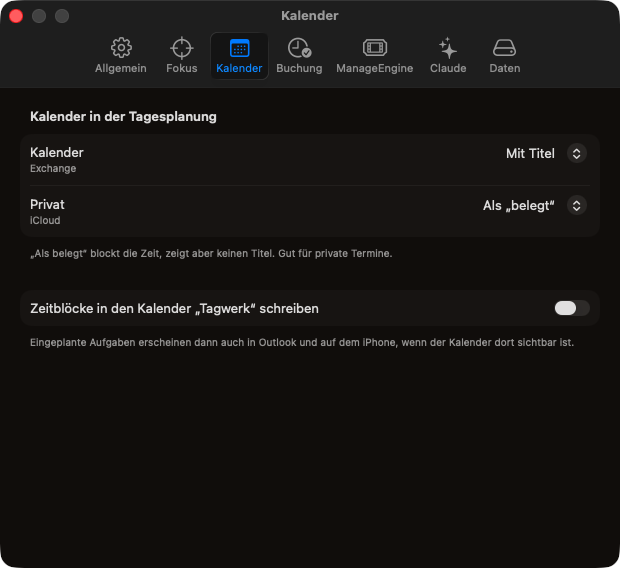 Kalender
Allgemein Fokus Kalender Buchung ManageEngine Claude Daten
Kalender in der Tagesplanung
Kalender Mit Titel
Exchange
Privat Als „belegt“
iCloud
„Als belegt“ blockt die Zeit, zeigt aber keinen Titel. Gut für private Termine.
Zeitblöcke in den Kalender „Tagwerk“ schreiben
Eingeplante Aufgaben erscheinen dann auch in Outlook und auf dem iPhone, wenn der Kalender dort sichtbar ist.